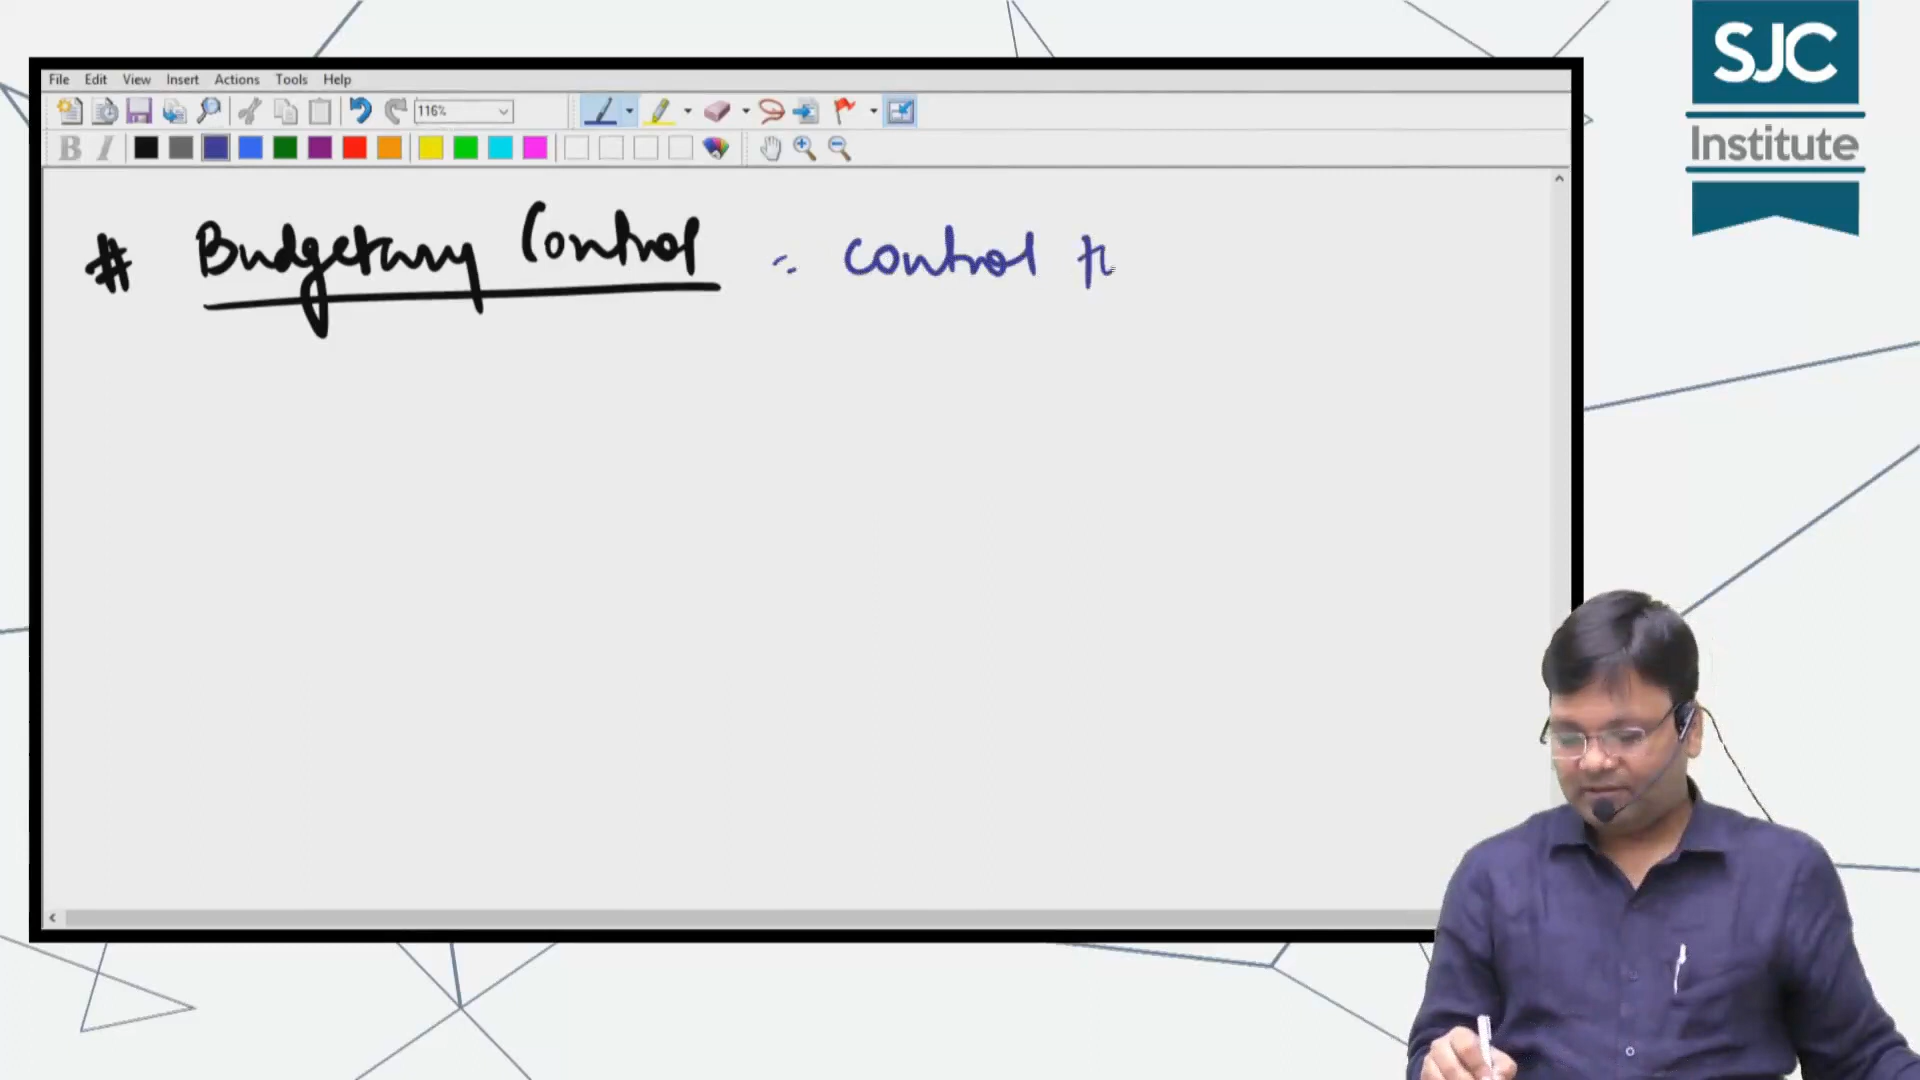 SJC
Institute
File Edit View Insert Actions Tools Help
116%
B I
# Budgetary Control = control